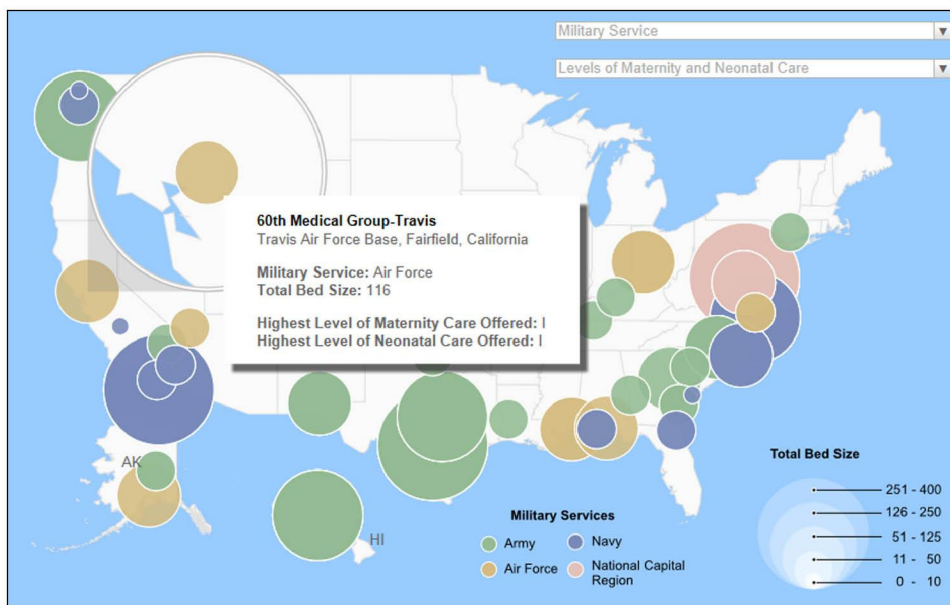 Military Service
Levels of Maternity and Neonatal Care
60th Medical Group-Travis
Travis Air Force Base, Fairfield, California
Military Service: Air Force
Total Bed Size: 116
Highest Level of Maternity Care Offered: I
Highest Level of Neonatal Care Offered: I
AK
HI
Military Services
Army
Navy
Air Force
National Capital
Region
Total Bed Size
251 - 400
126 - 250
51 - 125
11 - 50
0 - 10